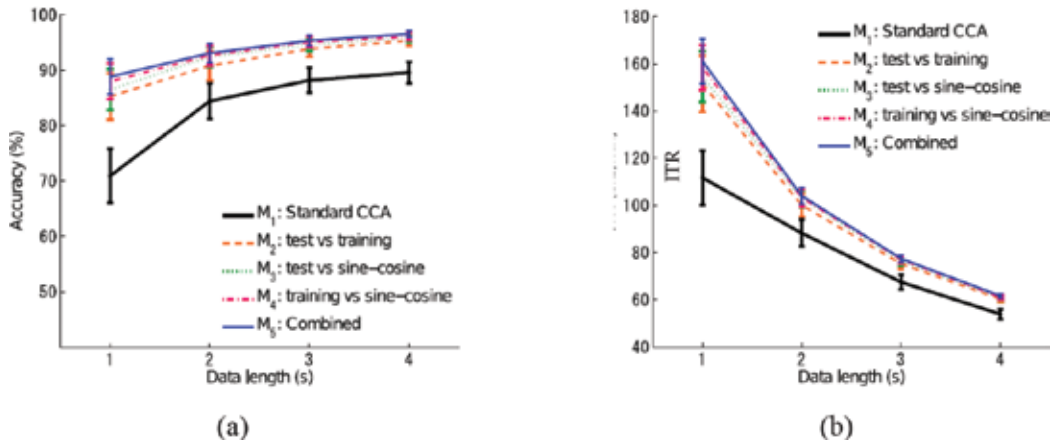 100
90
80
70
60
50
Accuracy (%)
M1: Standard CCA
M2: test vs training
M3: test vs sine-cosine
M4: training vs sine-cosine
M5: Combined
1 2 3 4
Data length (s)
(a)
180
160
140
120
100
80
60
40
ITR
M1: Standard CCA
M2: test vs training
M3: test vs sine-cosine
M4: training vs sine-cosines
M5: Combined
1 2 3 4
Data length (s)
(b)